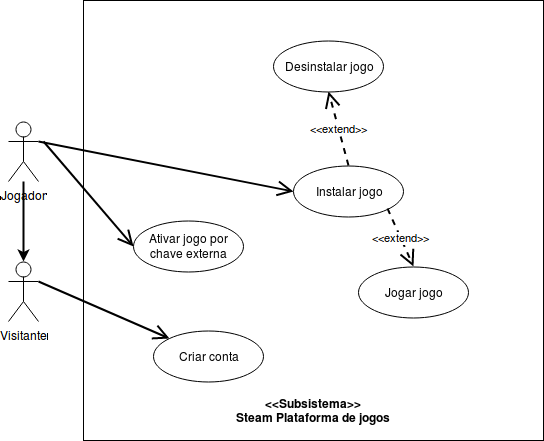 Desinstalar jogo
<<extend>>
Jogador
Instalar jogo
Ativar jogo por
chave externa
<<extend>>
Jogar jogo
Visitante
Criar conta
<<Subsistema>>
Steam Plataforma de jogos